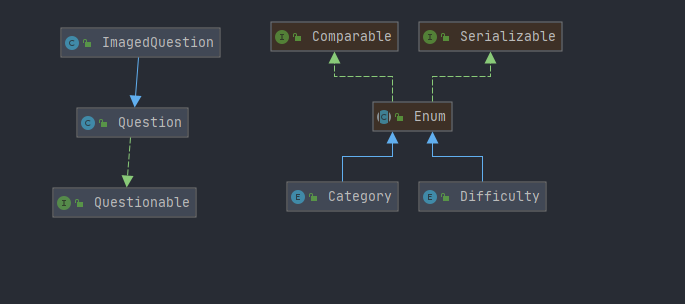 ImagedQuestion
Comparable
Serializable
Question
Enum
Questionable
Category
Difficulty